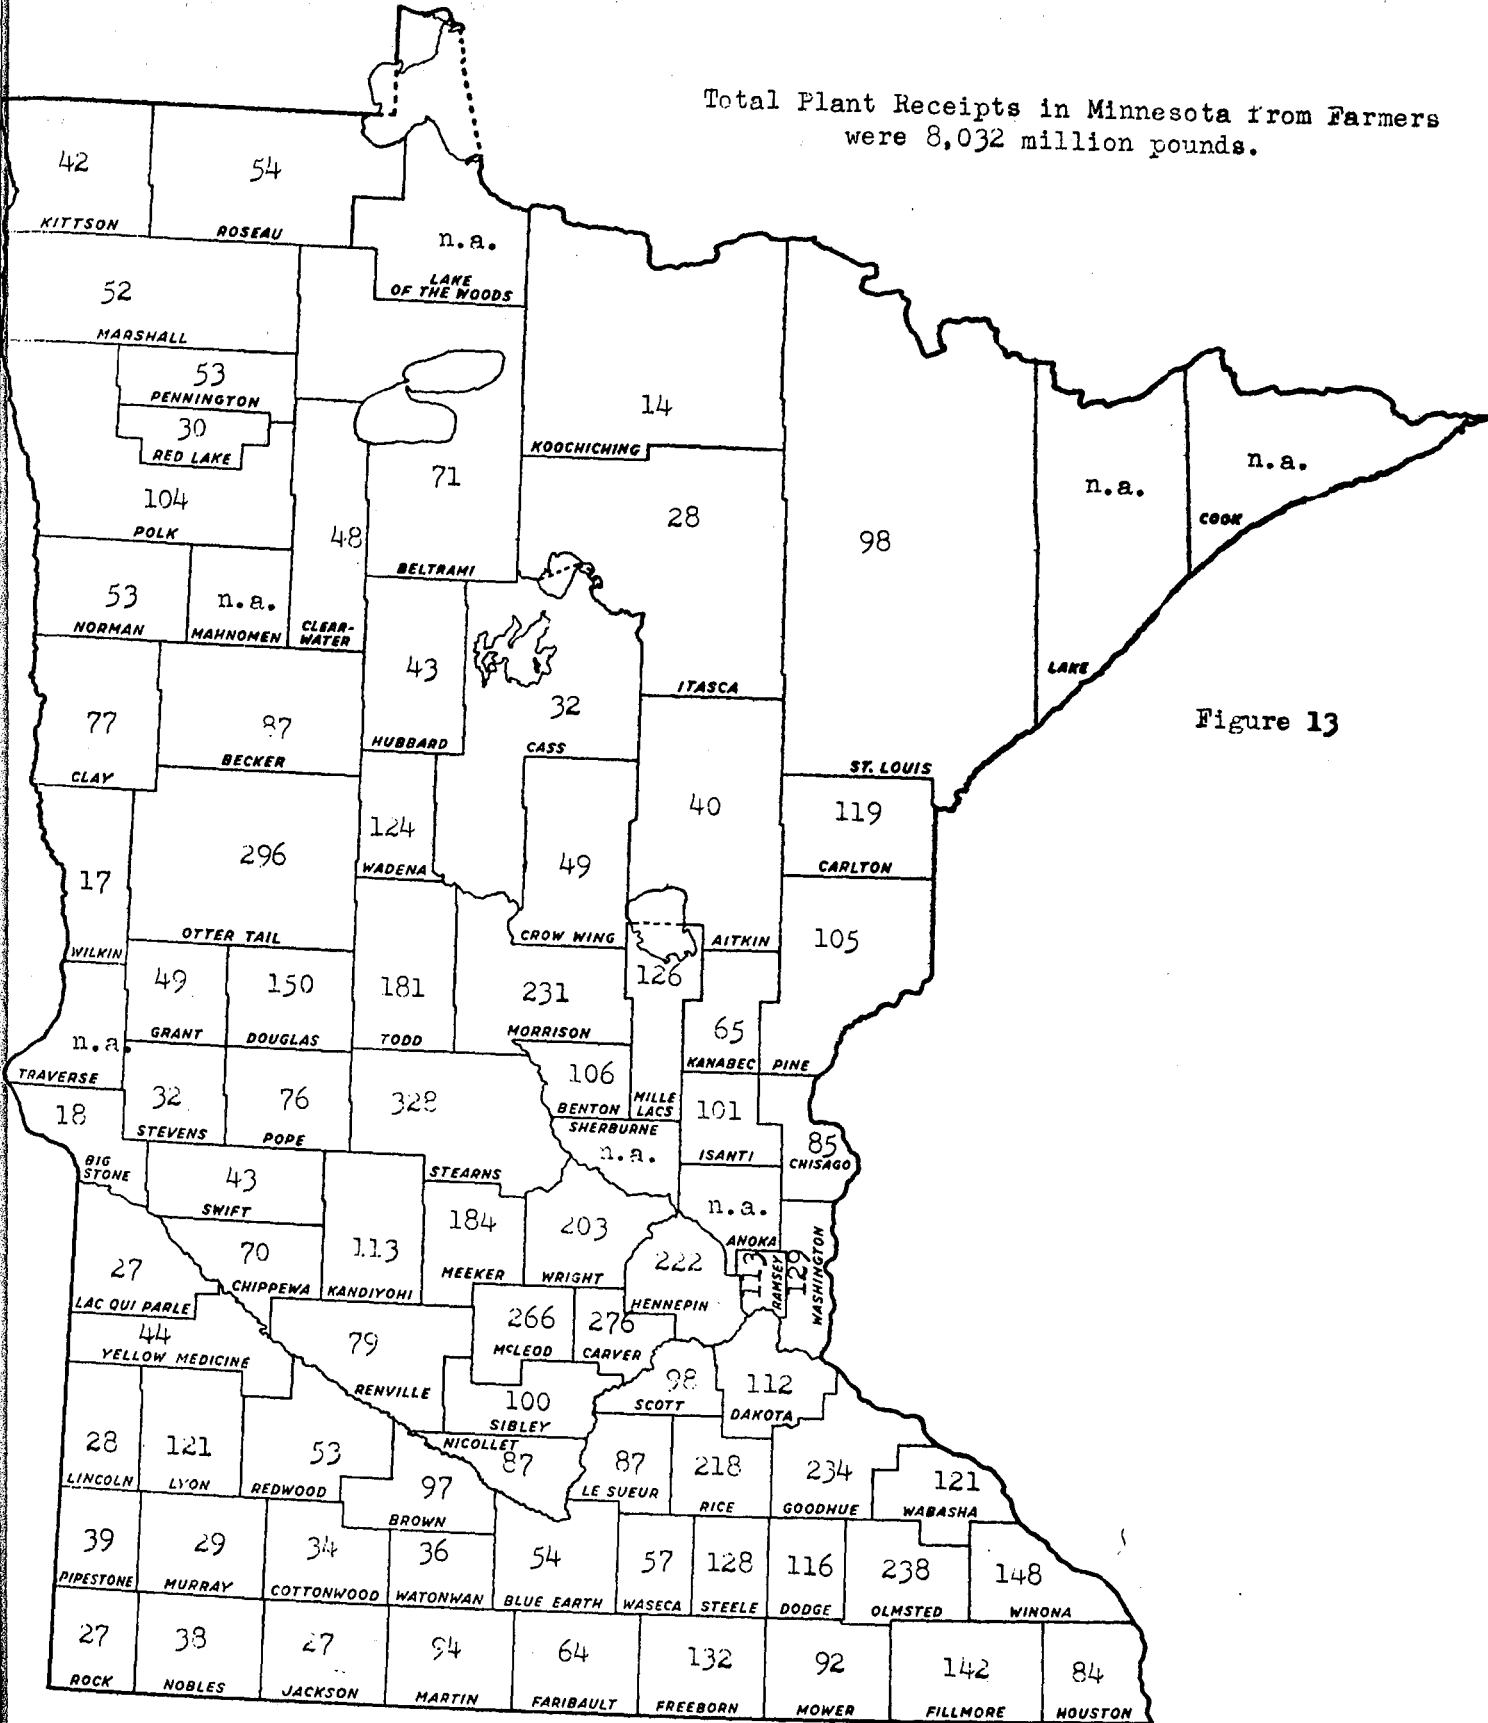 Total Plant Receipts in Minnesota from Farmers
were 8,032 million pounds.
42
KITTSON
54
ROSEAU
n.a.
LAKE
OF THE WOODS
52
MARSHALL
53
PENNINGTON
30
RED LAKE
104
POLK
48
CLEAR-
WATER
71
BELTRAMI
14
KOOCHICHING
28
ITASCA
98
ST. LOUIS
n.a.
LAKE
n.a.
COOK
Figure 13
53
NORMAN
n.a.
MAHNOMEN
43
HUBBARD
32
CASS
77
CLAY
87
BECKER
17
WILKIN
296
OTTER TAIL
124
WADENA
49
CROW WING
40
AITKIN
119
CARLTON
105
PINE
49
GRANT
150
DOUGLAS
181
TODD
231
MORRISON
126
MILLE
LACS
65
KANABEC
n.a.
TRAVERSE
18
BIG
STONE
32
STEVENS
76
POPE
328
STEARNS
106
BENTON
SHERBURNE
n.a.
101
ISANTI
85
CHISAGO
43
SWIFT
113
KANDIYOHI
184
MEEKER
203
WRIGHT
n.a.
ANOKA
222
HENNEPIN
113
RAMSEY
129
WASHINGTON
27
LAC QUI PARLE
70
CHIPPEWA
44
YELLOW MEDICINE
79
RENVILLE
266
McLEOD
276
CARVER
100
SIBLEY
98
SCOTT
112
DAKOTA
28
LINCOLN
121
LYON
53
REDWOOD
97
BROWN
NICOLLET
87
87
LE SUEUR
218
RICE
234
GOODHUE
121
WABASHA
39
PIPESTONE
29
MURRAY
34
COTTONWOOD
36
WATONWAN
54
BLUE EARTH
57
WASECA
128
STEELE
116
DODGE
238
OLMSTED
148
WINONA
27
ROCK
38
NOBLES
27
JACKSON
94
MARTIN
64
FARIBAULT
132
FREEBORN
92
MOWER
142
FILLMORE
84
HOUSTON